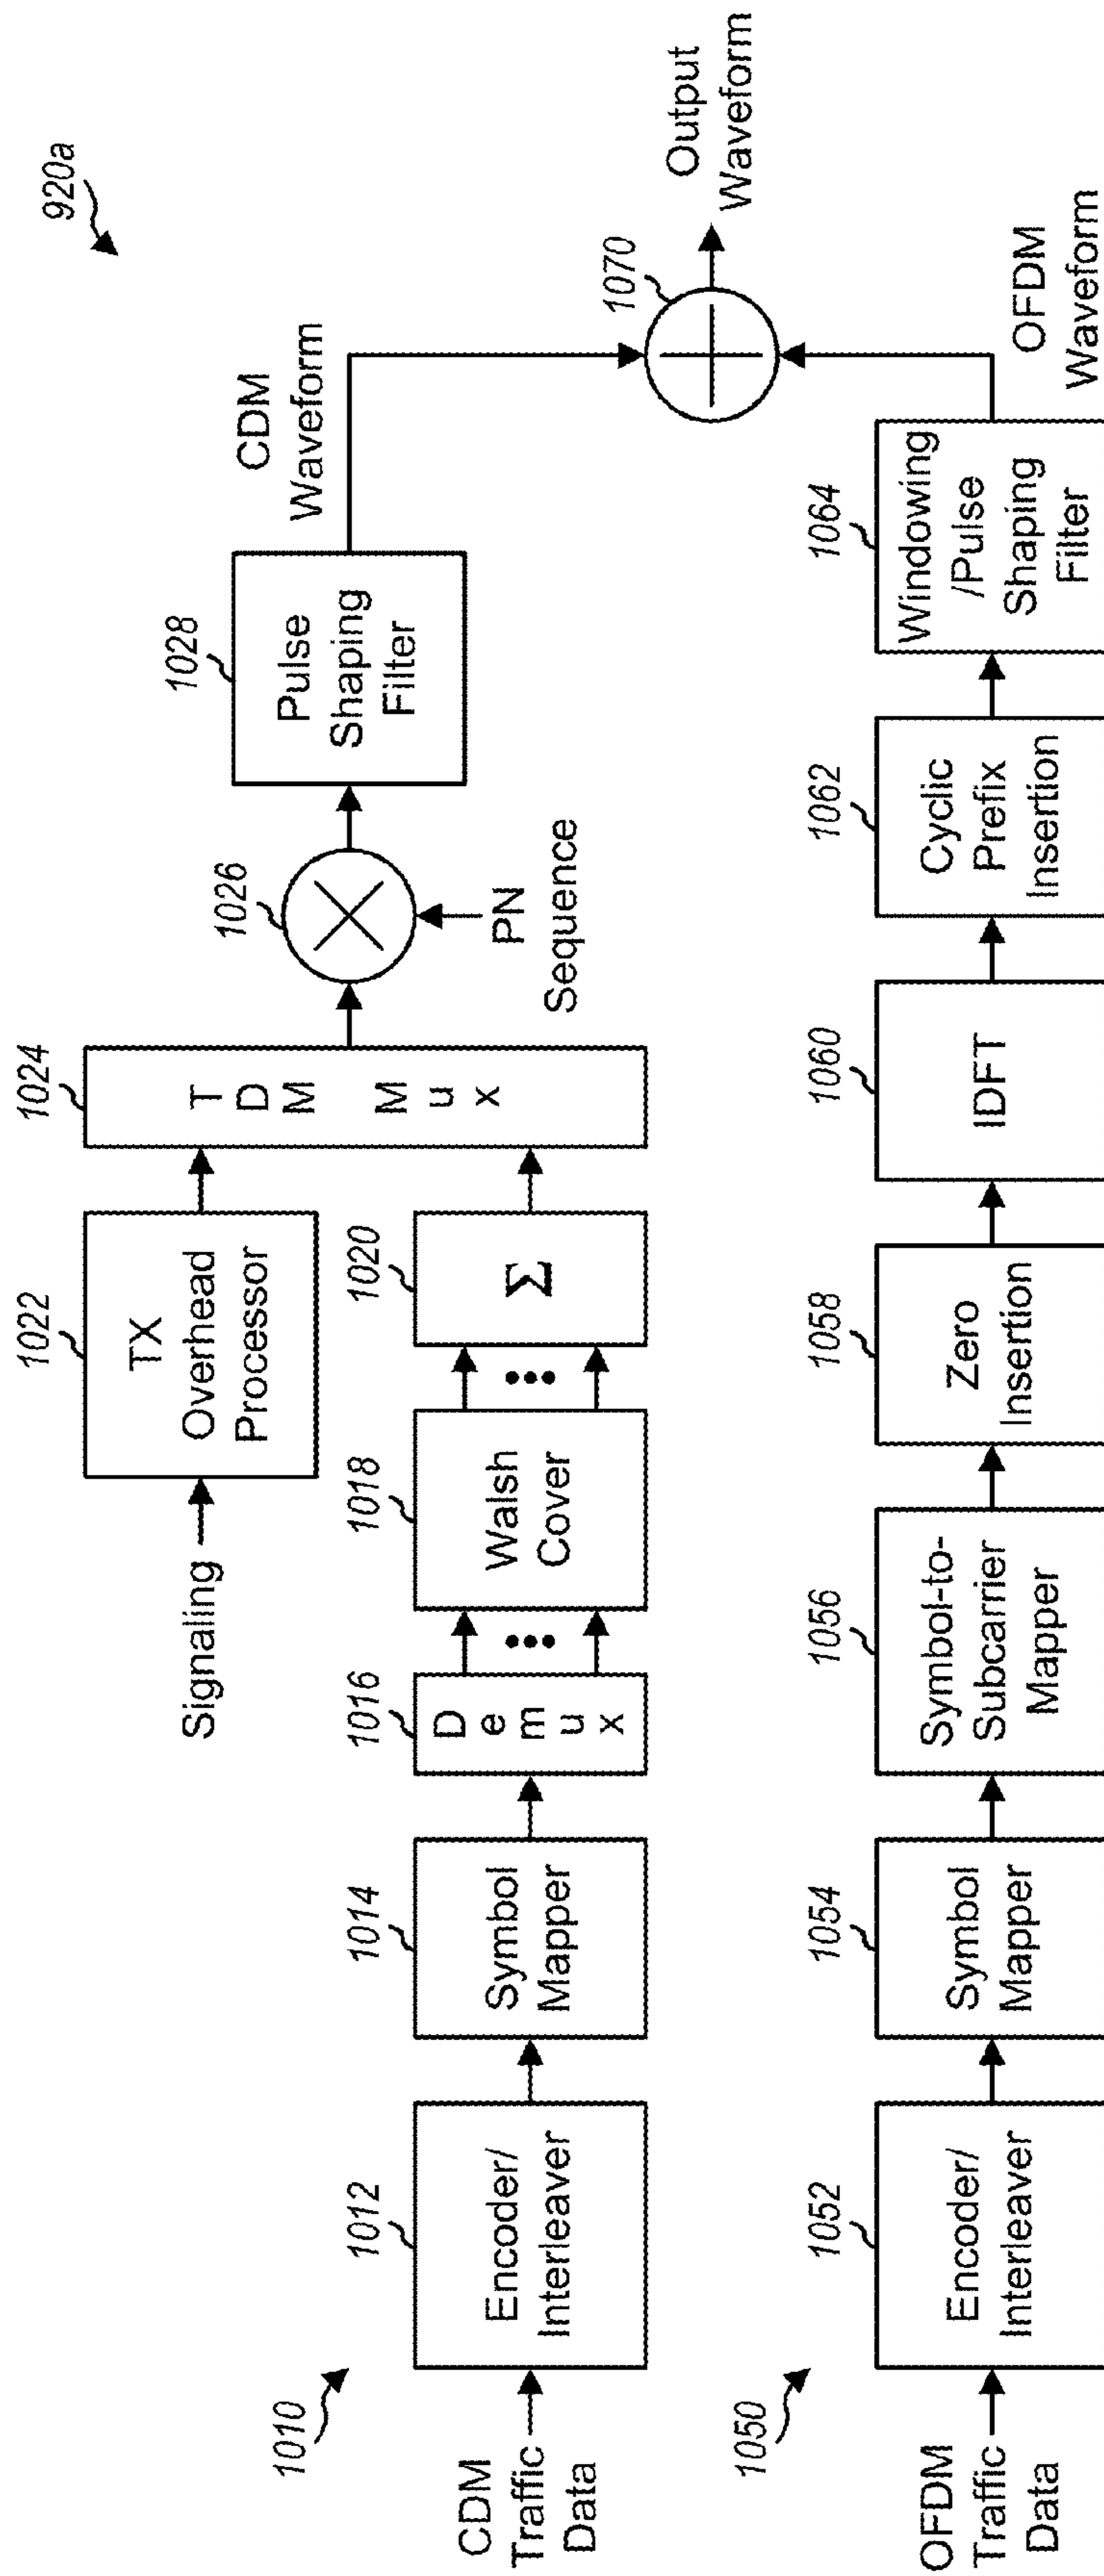 920a
1010
CDM
Traffic
Data
1012
Encoder/
Interleaver
1014
Symbol
Mapper
1016
D
e
m
u
x
1018
Walsh
Cover
1020
Σ
Signaling
1022
TX
Overhead
Processor
1024
T
D
M
M
u
x
1026
PN
Sequence
1028
Pulse
Shaping
Filter
CDM
Waveform
1070
Output
Waveform
1050
OFDM
Traffic
Data
1052
Encoder/
Interleaver
1054
Symbol
Mapper
1056
Symbol-to-
Subcarrier
Mapper
1058
Zero
Insertion
1060
IDFT
1062
Cyclic
Prefix
Insertion
1064
Windowing
/Pulse
Shaping
Filter
OFDM
Waveform